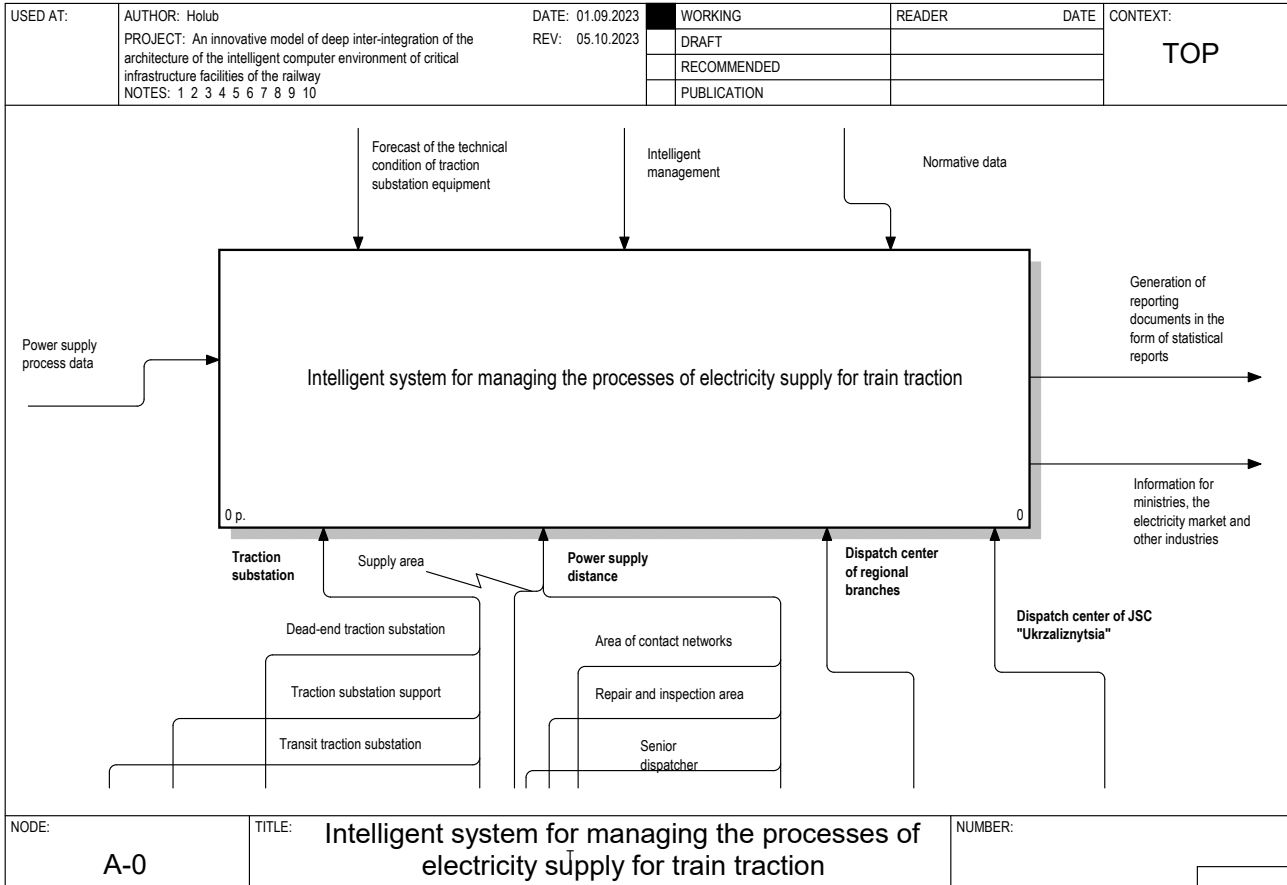 USED AT:
AUTHOR: Holub
DATE: 01.09.2023
WORKING
READER
DATE
CONTEXT:
PROJECT: An innovative model of deep inter-integration of the
REV: 05.10.2023
DRAFT
TOP
architecture of the intelligent computer environment of critical
RECOMMENDED
infrastructure facilities of the railway
NOTES: 1 2 3 4 5 6 7 8 9 10
PUBLICATION
Forecast of the technical
condition of traction
substation equipment
Intelligent
management
Normative data
Power supply
process data
Intelligent system for managing the processes of electricity supply for train traction
Generation of
reporting
documents in the
form of statistical
reports
Information for
ministries, the
electricity market and
other industries
0 p.
0
Traction
substation
Supply area
Power supply
distance
Dispatch center
of regional
branches
Dispatch center of JSC
"Ukrzaliznytsia"
Dead-end traction substation
Area of contact networks
Traction substation support
Repair and inspection area
Transit traction substation
Senior
dispatcher
NODE:
A-0
TITLE:
Intelligent system for managing the processes of
electricity supply for train traction
NUMBER: